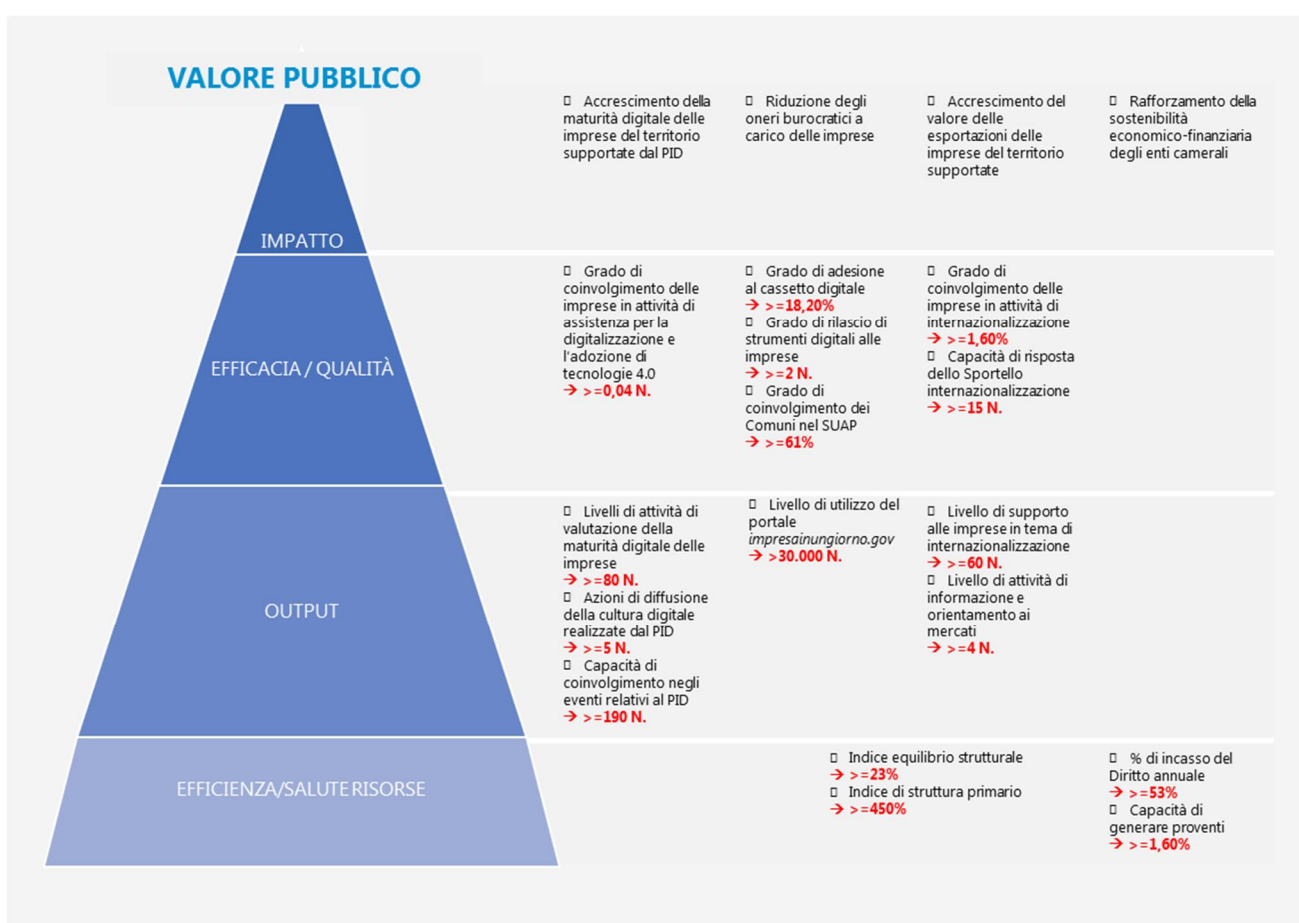 VALORE PUBBLICO
IMPATTO
▯ Accrescimento della
maturità digitale delle
imprese del territorio
supportate dal PID
▯ Riduzione degli
oneri burocratici a
carico delle imprese
▯ Accrescimento del
valore delle
esportazioni delle
imprese del territorio
supportate
▯ Rafforzamento della
sostenibilità
economico-finanziaria
degli enti camerali
EFFICACIA / QUALITÀ
▯ Grado di
coinvolgimento delle
imprese in attività di
assistenza per la
digitalizzazione e
l'adozione di
tecnologie 4.0
→ >=0,04 N.
▯ Grado di adesione
al cassetto digitale
→ >=18,20%
▯ Grado di rilascio di
strumenti digitali alle
imprese
→ >=2 N.
▯ Grado di
coinvolgimento dei
Comuni nel SUAP
→ >=61%
▯ Grado di
coinvolgimento delle
imprese in attività di
internazionalizzazione
→ >=1,60%
▯ Capacità di risposta
dello Sportello
internazionalizzazione
→ >=15 N.
OUTPUT
▯ Livelli di attività di
valutazione della
maturità digitale delle
imprese
→ >=80 N.
▯ Azioni di diffusione
della cultura digitale
realizzate dal PID
→ >=5 N.
▯ Capacità di
coinvolgimento negli
eventi relativi al PID
→ >=190 N.
▯ Livello di utilizzo del
portale
impresainungiorno.gov
→ >30.000 N.
▯ Livello di supporto
alle imprese in tema di
internazionalizzazione
→ >=60 N.
▯ Livello di attività di
informazione e
orientamento ai
mercati
→ >=4 N.
EFFICIENZA/SALUTE RISORSE
▯ Indice equilibrio strutturale
→ >=23%
▯ Indice di struttura primario
→ >=450%
▯ % di incasso del
Diritto annuale
→ >=53%
▯ Capacità di
generare proventi
→ >=1,60%